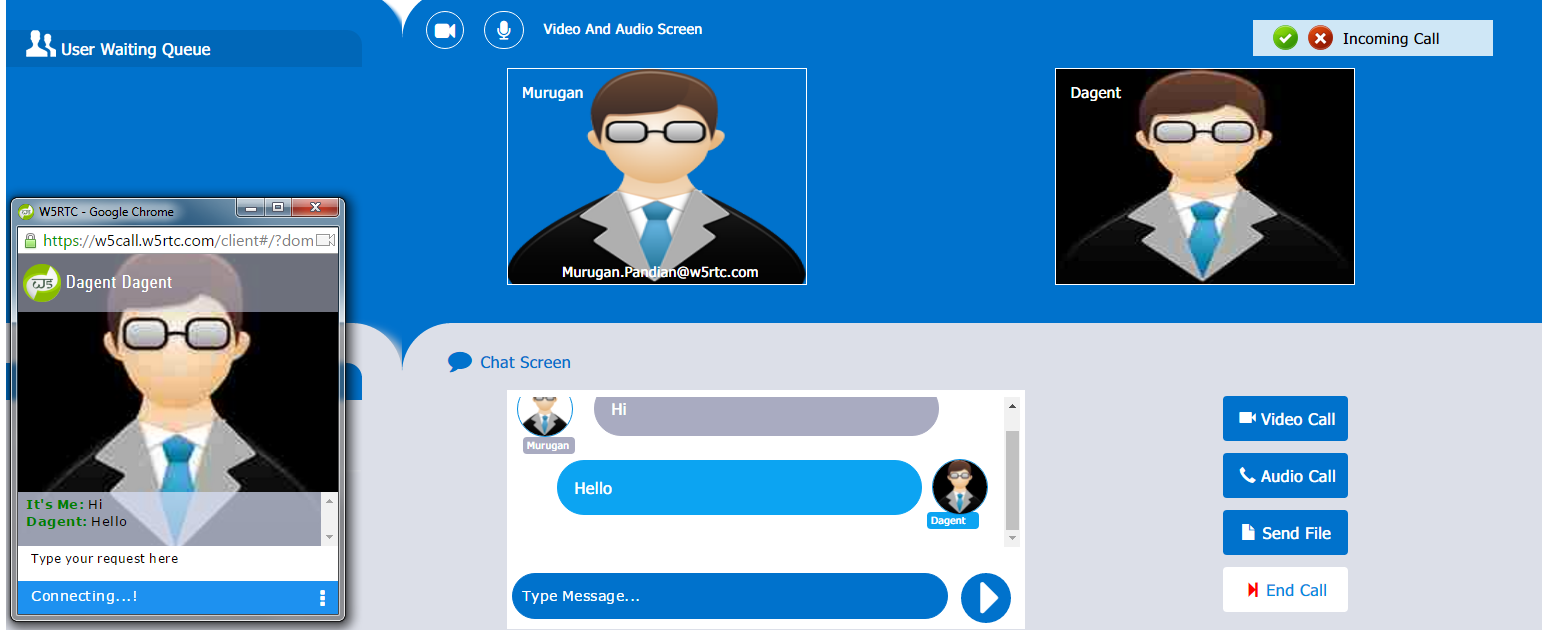 User Waiting Queue
Video And Audio Screen
Incoming Call
Murugan
Murugan.Pandian@w5rtc.com
Dagent
W5RTC - Google Chrome
https://w5call.w5rtc.com/client#/?dom
w5 Dagent Dagent
It's Me: Hi
Dagent: Hello
Type your request here
Connecting...!
Chat Screen
Hi
Murugan
Hello
Dagent
Type Message...
Video Call
Audio Call
Send File
End Call